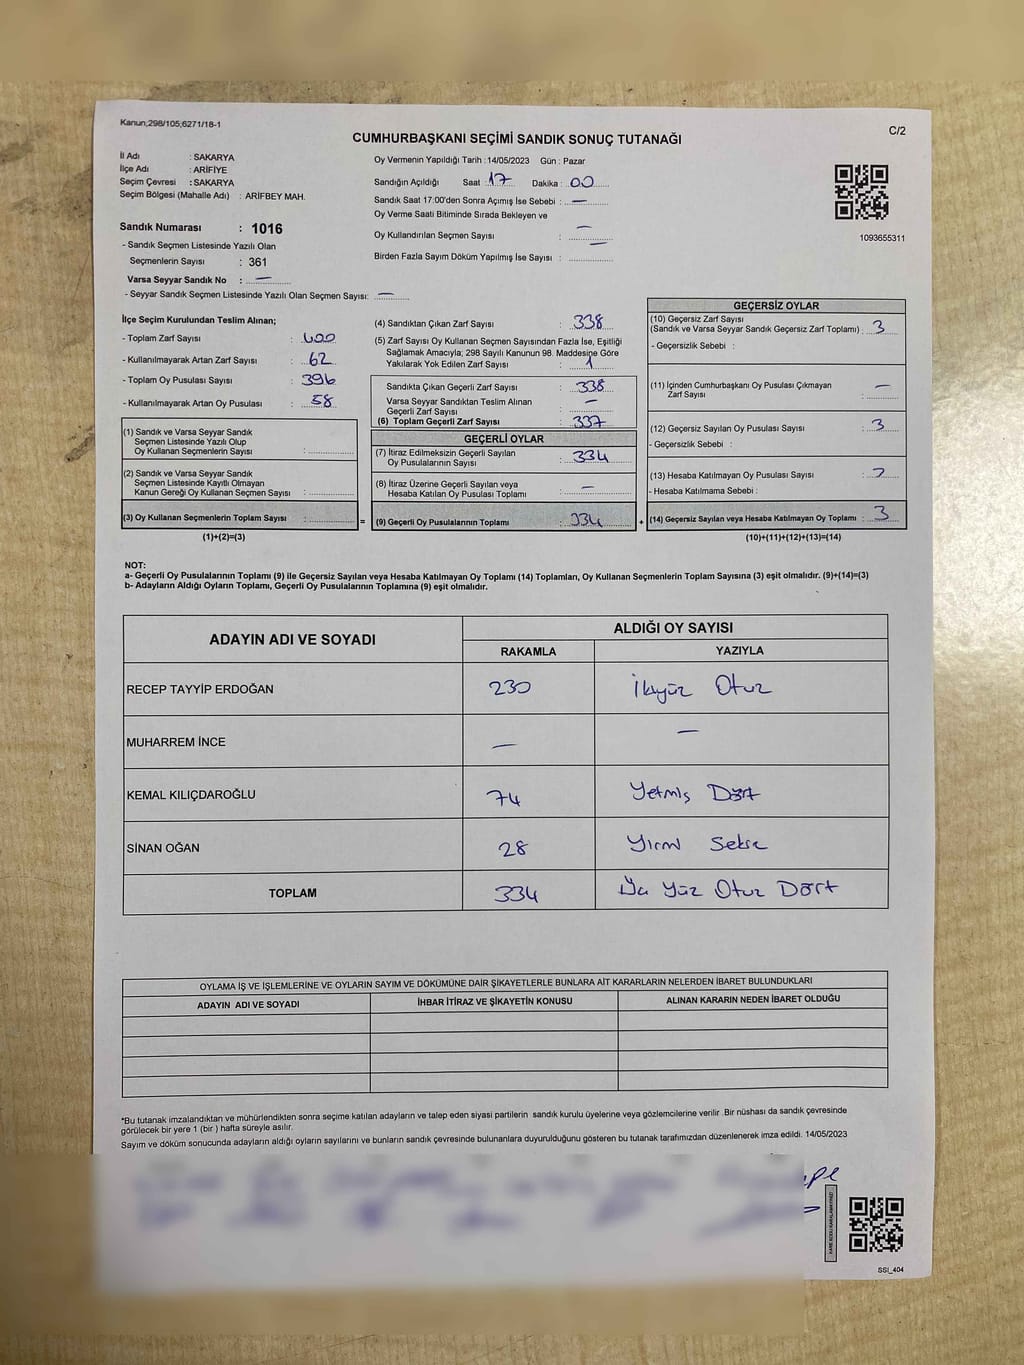 Kanun;298/105;6271/18-1
C/2
CUMHURBAŞKANI SEÇİMİ SANDIK SONUÇ TUTANAĞI
İl Adı : SAKARYA
İlçe Adı : ARİFİYE
Seçim Çevresi : SAKARYA
Seçim Bölgesi (Mahalle Adı) : ARİFBEY MAH.
Oy Vermenin Yapıldığı Tarih : 14/05/2023 Gün : Pazar
Sandığın Açıldığı Saat 17 Dakika : 00
Sandık Saat 17:00'den Sonra Açımış İse Sebebi : —
Oy Verme Saati Bitiminde Sırada Bekleyen ve
Oy Kullandırılan Seçmen Sayısı : —
Birden Fazla Sayım Döküm Yapılmış İse Sayısı : —
1093655311
Sandık Numarası : 1016
- Sandık Seçmen Listesinde Yazılı Olan
Seçmenlerin Sayısı : 361
Varsa Seyyar Sandık No : —
- Seyyar Sandık Seçmen Listesinde Yazılı Olan Seçmen Sayısı: —
İlçe Seçim Kurulundan Teslim Alınan;
- Toplam Zarf Sayısı : 400
- Kullanılmayarak Artan Zarf Sayısı : 62
- Toplam Oy Pusulası Sayısı : 396
- Kullanılmayarak Artan Oy Pusulası : 58
(1) Sandık ve Varsa Seyyar Sandık
Seçmen Listesinde Yazılı Olup
Oy Kullanan Seçmenlerin Sayısı :
(2) Sandık ve Varsa Seyyar Sandık
Seçmen Listesinde Kayıtlı Olmayan
Kanun Gereği Oy Kullanan Seçmen Sayısı :
(3) Oy Kullanan Seçmenlerin Toplam Sayısı : =
(1)+(2)=(3)
(4) Sandıktan Çıkan Zarf Sayısı : 338
(5) Zarf Sayısı Oy Kullanan Seçmen Sayısından Fazla İse, Eşitliği
Sağlamak Amacıyla; 298 Sayılı Kanunun 98. Maddesine Göre
Yakılarak Yok Edilen Zarf Sayısı : 1
Sandıkta Çıkan Geçerli Zarf Sayısı : 338
Varsa Seyyar Sandıktan Teslim Alınan
Geçerli Zarf Sayısı : —
(6) Toplam Geçerli Zarf Sayısı : 337
GEÇERLİ OYLAR
(7) İtiraz Edilmeksizin Geçerli Sayılan
Oy Pusulalarının Sayısı : 334
(8) İtiraz Üzerine Geçerli Sayılan veya
Hesaba Katılan Oy Pusulası Toplamı : —
(9) Geçerli Oy Pusulalarının Toplamı : 334 +
GEÇERSİZ OYLAR
(10) Geçersiz Zarf Sayısı
(Sandık ve Varsa Seyyar Sandık Geçersiz Zarf Toplamı) : 3
- Geçersizlik Sebebi :
(11) İçinden Cumhurbaşkanı Oy Pusulası Çıkmayan
Zarf Sayısı : —
(12) Geçersiz Sayılan Oy Pusulası Sayısı : 3
- Geçersizlik Sebebi :
(13) Hesaba Katılmayan Oy Pusulası Sayısı :
- Hesaba Katılmama Sebebi :
(14) Geçersiz Sayılan veya Hesaba Katılmayan Oy Toplamı : 3
(10)+(11)+(12)+(13)=(14)
NOT:
a- Geçerli Oy Pusulalarının Toplamı (9) ile Geçersiz Sayılan veya Hesaba Katılmayan Oy Toplamı (14) Toplamları, Oy Kullanan Seçmenlerin Toplam Sayısına (3) eşit olmalıdır. (9)+(14)=(3)
b- Adayların Aldığı Oyların Toplamı, Geçerli Oy Pusulalarının Toplamına (9) eşit olmalıdır.
ADAYIN ADI VE SOYADI
ALDIĞI OY SAYISI
RAKAMLA YAZIYLA
RECEP TAYYİP ERDOĞAN 230 İkiyüz Otuz
MUHARREM İNCE — —
KEMAL KILIÇDAROĞLU 74 Yetmiş Dört
SİNAN OĞAN 28 Yirmi
TOPLAM 334 Yüz Otuz Dört
OYLAMA İŞ VE İŞLEMLERİNE VE OYLARIN SAYIM VE DÖKÜMÜNE DAİR ŞİKAYETLERLE BUNLARA AİT KARARLARIN NELERDEN İBARET BULUNDUKLARI
ADAYIN ADI VE SOYADI İHBAR İTİRAZ VE ŞİKAYETİN KONUSU ALINAN KARARIN NEDEN İBARET OLDUĞU
*Bu tutanak imzalandıktan ve mühürlendikten sonra seçime katılan adayların ve talep eden siyasi partilerin sandık kurulu üyelerine veya gözlemcilerine verilir .Bir nüshası da sandık çevresinde
görülecek bir yere 1 (bir ) hafta süreyle asılır.
Sayım ve döküm sonucunda adayların aldığı oyların sayılarını ve bunların sandık çevresinde bulunanlara duyurulduğunu gösteren bu tutanak tarafımızdan düzenlenerek imza edildi. 14/05/2023
KARE KODU KARALAMAYINIZ!
SSI_404